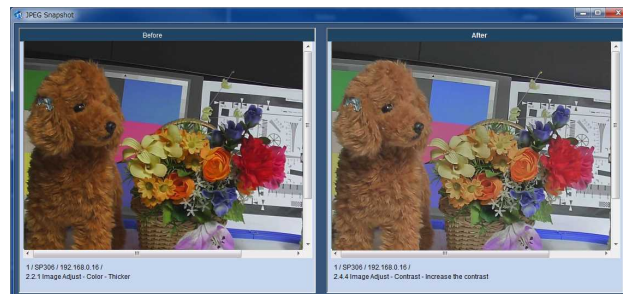 JPEG Snapshot
Before
After
1 / SP306 / 192.168.0.16 /
2.2.1 Image Adjust - Color - Thicker
1 / SP306 / 192.168.0.16 /
2.4.4 Image Adjust - Contrast - Increase the contrast